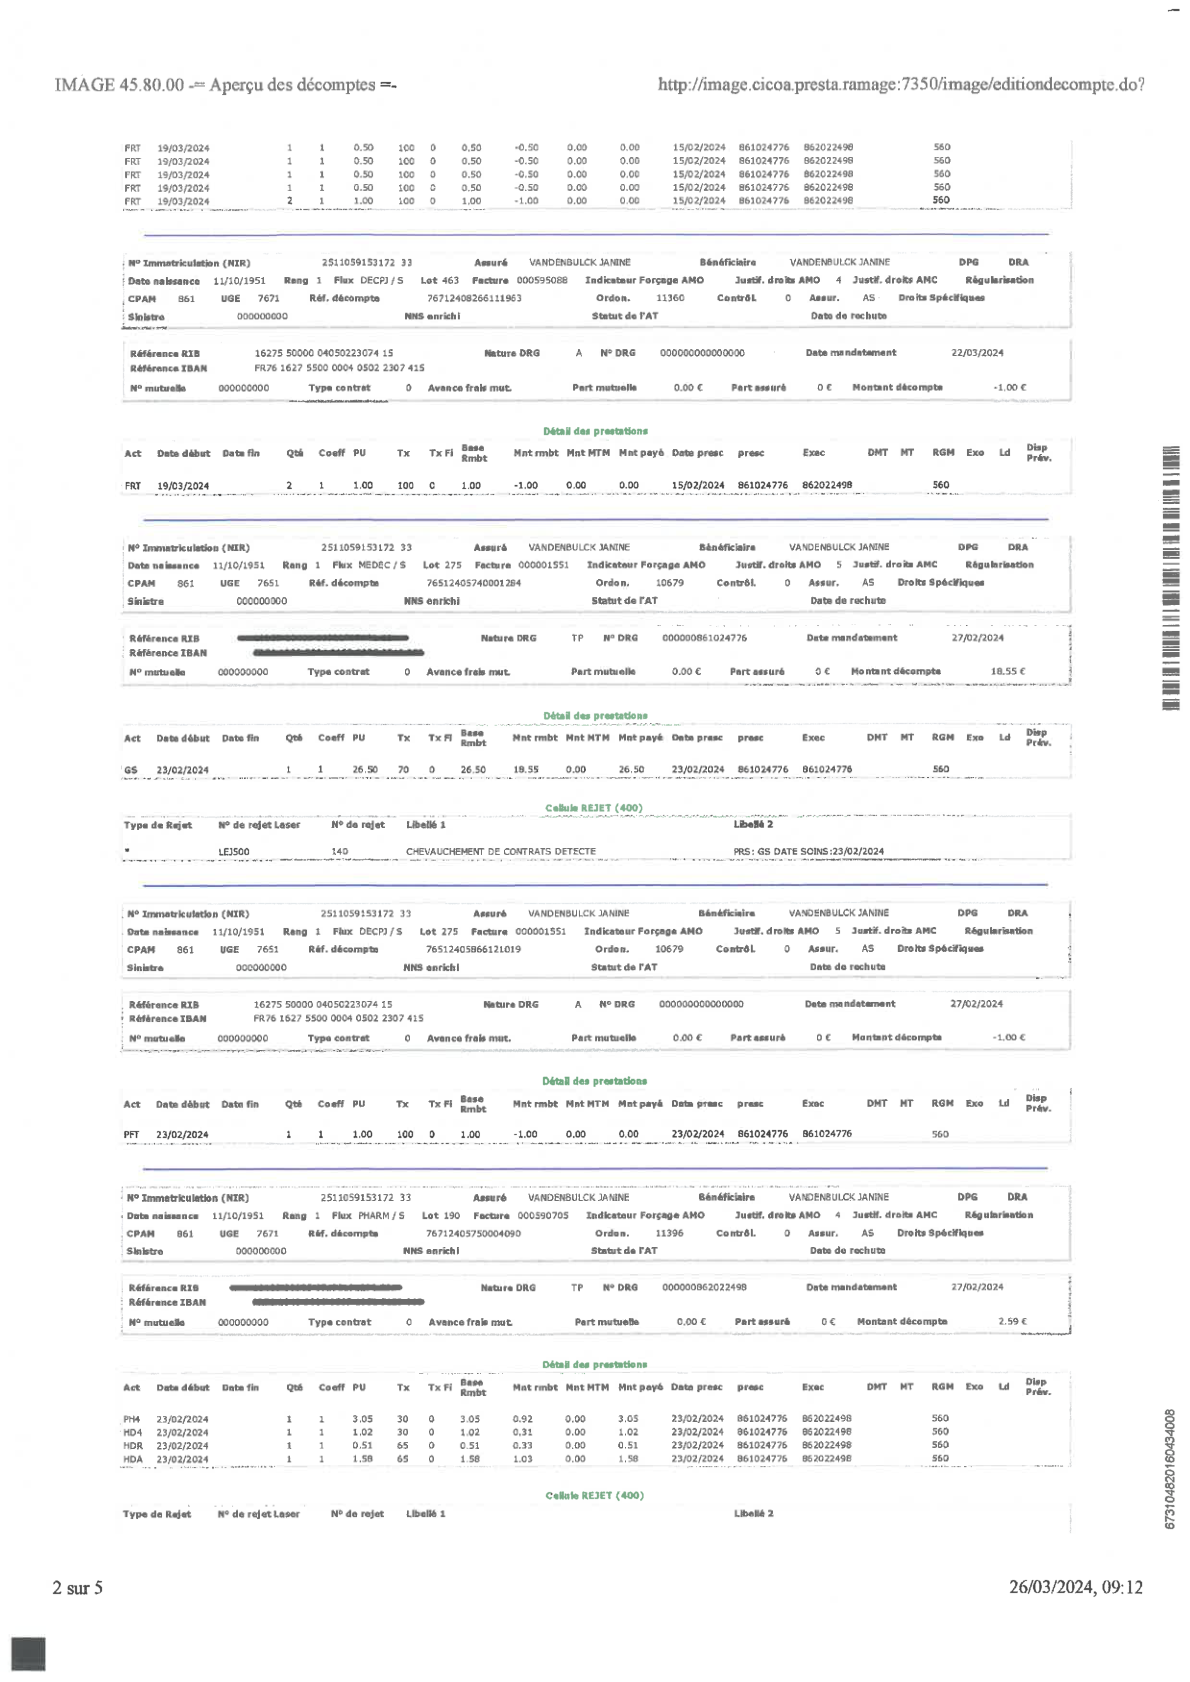 IMAGE 45.80.00 -= Aperçu des décomptes =- http://image.cicoa.presta.ramage:7350/image/editiondecompte.do?
FRT 19/03/2024 1 1 0.50 100 0 0.50 -0.50 0.00 0.00 15/02/2024 861024776 862022498 560
FRT 19/03/2024 1 1 0.50 100 0 0.50 -0.50 0.00 0.00 15/02/2024 861024776 862022498 560
FRT 19/03/2024 1 1 0.50 100 0 0.50 -0.50 0.00 0.00 15/02/2024 861024776 862022498 560
FRT 19/03/2024 1 1 0.50 100 0 0.50 -0.50 0.00 0.00 15/02/2024 861024776 862022498 560
FRT 19/03/2024 2 1 1.00 100 0 1.00 -1.00 0.00 0.00 15/02/2024 861024776 862022498 560
N° Immatriculation (NIR) 2511059153172 33 Assuré VANDENBULCK JANINE Bénéficiaire VANDENBULCK JANINE DPG DRA
Date naissance 11/10/1951 Rang 1 Flux DECPJ / S Lot 463 Facture 000595088 Indicateur Forçage AMO Justif. droits AMO 4 Justif. droits AMC Régularisation
CPAM 861 UGE 7671 Réf. décompte 76712408266111963 Ordon. 11360 Contrôl. 0 Assur. AS Droits Spécifiques
Sinistre 000000000 NNS enrichi Statut de l'AT Date de rechute
Référence RIB 16275 50000 04050223074 15 Nature DRG A N° DRG 000000000000000 Date mandatement 22/03/2024
Référence IBAN FR76 1627 5500 0004 0502 2307 415
N° mutuelle 000000000 Type contrat 0 Avance frais mut. Part mutuelle 0.00 € Part assuré 0 € Montant décompte -1.00 €
Détail des prestations
Act Date début Date fin Qté Coeff PU Tx Tx Fi Base Rmbt Mnt rmbt Mnt MTM Mnt payé Date presc presc Exec DMT MT RGM Exo Ld Disp Prév.
FRT 19/03/2024 2 1 1.00 100 0 1.00 -1.00 0.00 0.00 15/02/2024 861024776 862022498 560
N° Immatriculation (NIR) 2511059153172 33 Assuré VANDENBULCK JANINE Bénéficiaire VANDENBULCK JANINE DPG DRA
Date naissance 11/10/1951 Rang 1 Flux MEDEC / S Lot 275 Facture 000001551 Indicateur Forçage AMO Justif. droits AMO 5 Justif. droits AMC Régularisation
CPAM 861 UGE 7651 Réf. décompte 76512405740001284 Ordon. 10679 Contrôl. 0 Assur. AS Droits Spécifiques
Sinistre 000000000 NNS enrichi Statut de l'AT Date de rechute
Référence RIB Nature DRG TP N° DRG 000000861024776 Date mandatement 27/02/2024
Référence IBAN
N° mutuelle 000000000 Type contrat 0 Avance frais mut. Part mutuelle 0.00 € Part assuré 0 € Montant décompte 18.55 €
Détail des prestations
Act Date début Date fin Qté Coeff PU Tx Tx Fi Base Rmbt Mnt rmbt Mnt MTM Mnt payé Date presc presc Exec DMT MT RGM Exo Ld Disp Prév.
GS 23/02/2024 1 1 26.50 70 0 26.50 18.55 0.00 26.50 23/02/2024 861024776 861024776 560
Cellule REJET (400)
Type de Rejet N° de rejet Laser N° de rejet Libellé 1 Libellé 2
* LEJ500 140 CHEVAUCHEMENT DE CONTRATS DETECTE PRS: GS DATE SOINS:23/02/2024
N° Immatriculation (NIR) 2511059153172 33 Assuré VANDENBULCK JANINE Bénéficiaire VANDENBULCK JANINE DPG DRA
Date naissance 11/10/1951 Rang 1 Flux DECPJ / S Lot 275 Facture 000001551 Indicateur Forçage AMO Justif. droits AMO 5 Justif. droits AMC Régularisation
CPAM 861 UGE 7651 Réf. décompte 76512405866121019 Ordon. 10679 Contrôl. 0 Assur. AS Droits Spécifiques
Sinistre 000000000 NNS enrichi Statut de l'AT Date de rechute
Référence RIB 16275 50000 04050223074 15 Nature DRG A N° DRG 000000000000000 Date mandatement 27/02/2024
Référence IBAN FR76 1627 5500 0004 0502 2307 415
N° mutuelle 000000000 Type contrat 0 Avance frais mut. Part mutuelle 0.00 € Part assuré 0 € Montant décompte -1.00 €
Détail des prestations
Act Date début Date fin Qté Coeff PU Tx Tx Fi Base Rmbt Mnt rmbt Mnt MTM Mnt payé Date presc presc Exec DMT MT RGM Exo Ld Disp Prév.
PFT 23/02/2024 1 1 1.00 100 0 1.00 -1.00 0.00 0.00 23/02/2024 861024776 861024776 560
N° Immatriculation (NIR) 2511059153172 33 Assuré VANDENBULCK JANINE Bénéficiaire VANDENBULCK JANINE DPG DRA
Date naissance 11/10/1951 Rang 1 Flux PHARM / S Lot 190 Facture 000590705 Indicateur Forçage AMO Justif. droits AMO 4 Justif. droits AMC Régularisation
CPAM 861 UGE 7671 Réf. décompte 76712405750004090 Ordon. 11396 Contrôl. 0 Assur. AS Droits Spécifiques
Sinistre 000000000 NNS enrichi Statut de l'AT Date de rechute
Référence RIB Nature DRG TP N° DRG 000000862022498 Date mandatement 27/02/2024
Référence IBAN
N° mutuelle 000000000 Type contrat 0 Avance frais mut. Part mutuelle 0.00 € Part assuré 0 € Montant décompte 2.59 €
Détail des prestations
Act Date début Date fin Qté Coeff PU Tx Tx Fi Base Rmbt Mnt rmbt Mnt MTM Mnt payé Date presc presc Exec DMT MT RGM Exo Ld Disp Prév.
PH4 23/02/2024 1 1 3.05 30 0 3.05 0.92 0.00 3.05 23/02/2024 861024776 862022498 560
HD4 23/02/2024 1 1 1.02 30 0 1.02 0.31 0.00 1.02 23/02/2024 861024776 862022498 560
HDR 23/02/2024 1 1 0.51 65 0 0.51 0.33 0.00 0.51 23/02/2024 861024776 862022498 560
HDA 23/02/2024 1 1 1.58 65 0 1.58 1.03 0.00 1.58 23/02/2024 861024776 862022498 560
Cellule REJET (400)
Type de Rejet N° de rejet Laser N° de rejet Libellé 1 Libellé 2
6731048201604340​08
2 sur 5 26/03/2024, 09:12